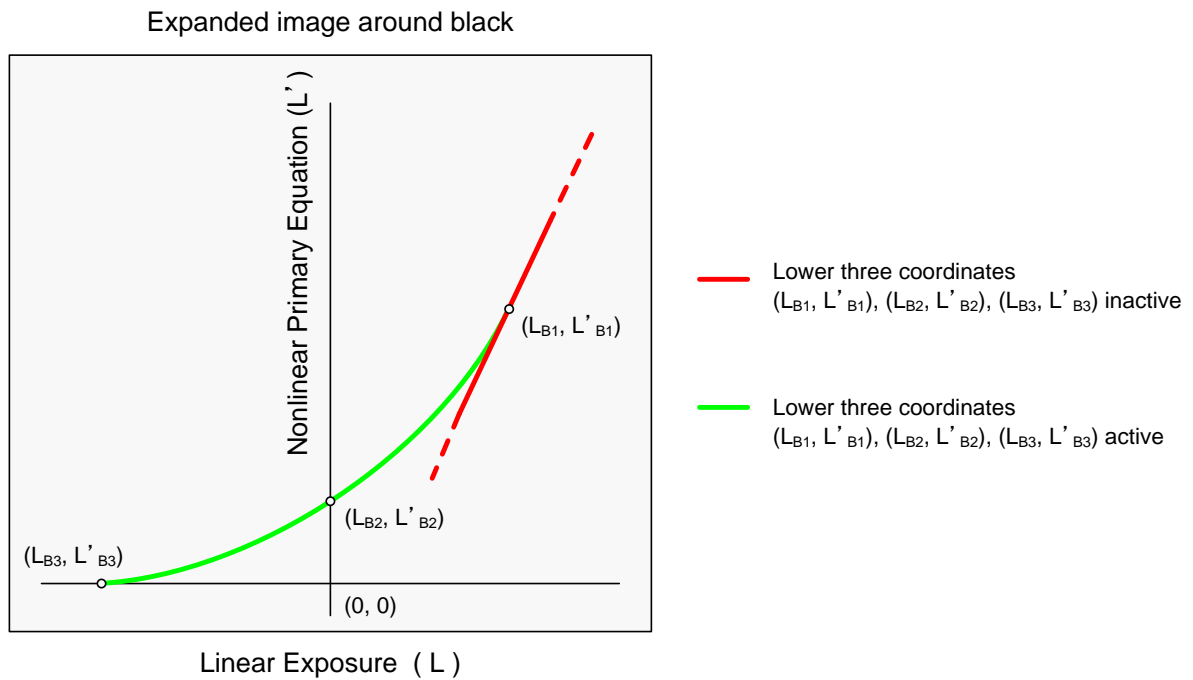 Expanded image around black
Nonlinear Primary Equation (L’)
(LB1, L’B1)
(LB2, L’B2)
(LB3, L’B3)
(0, 0)
Linear Exposure ( L )
Lower three coordinates
(LB1, L’B1), (LB2, L’B2), (LB3, L’B3) inactive
Lower three coordinates
(LB1, L’B1), (LB2, L’B2), (LB3, L’B3) active